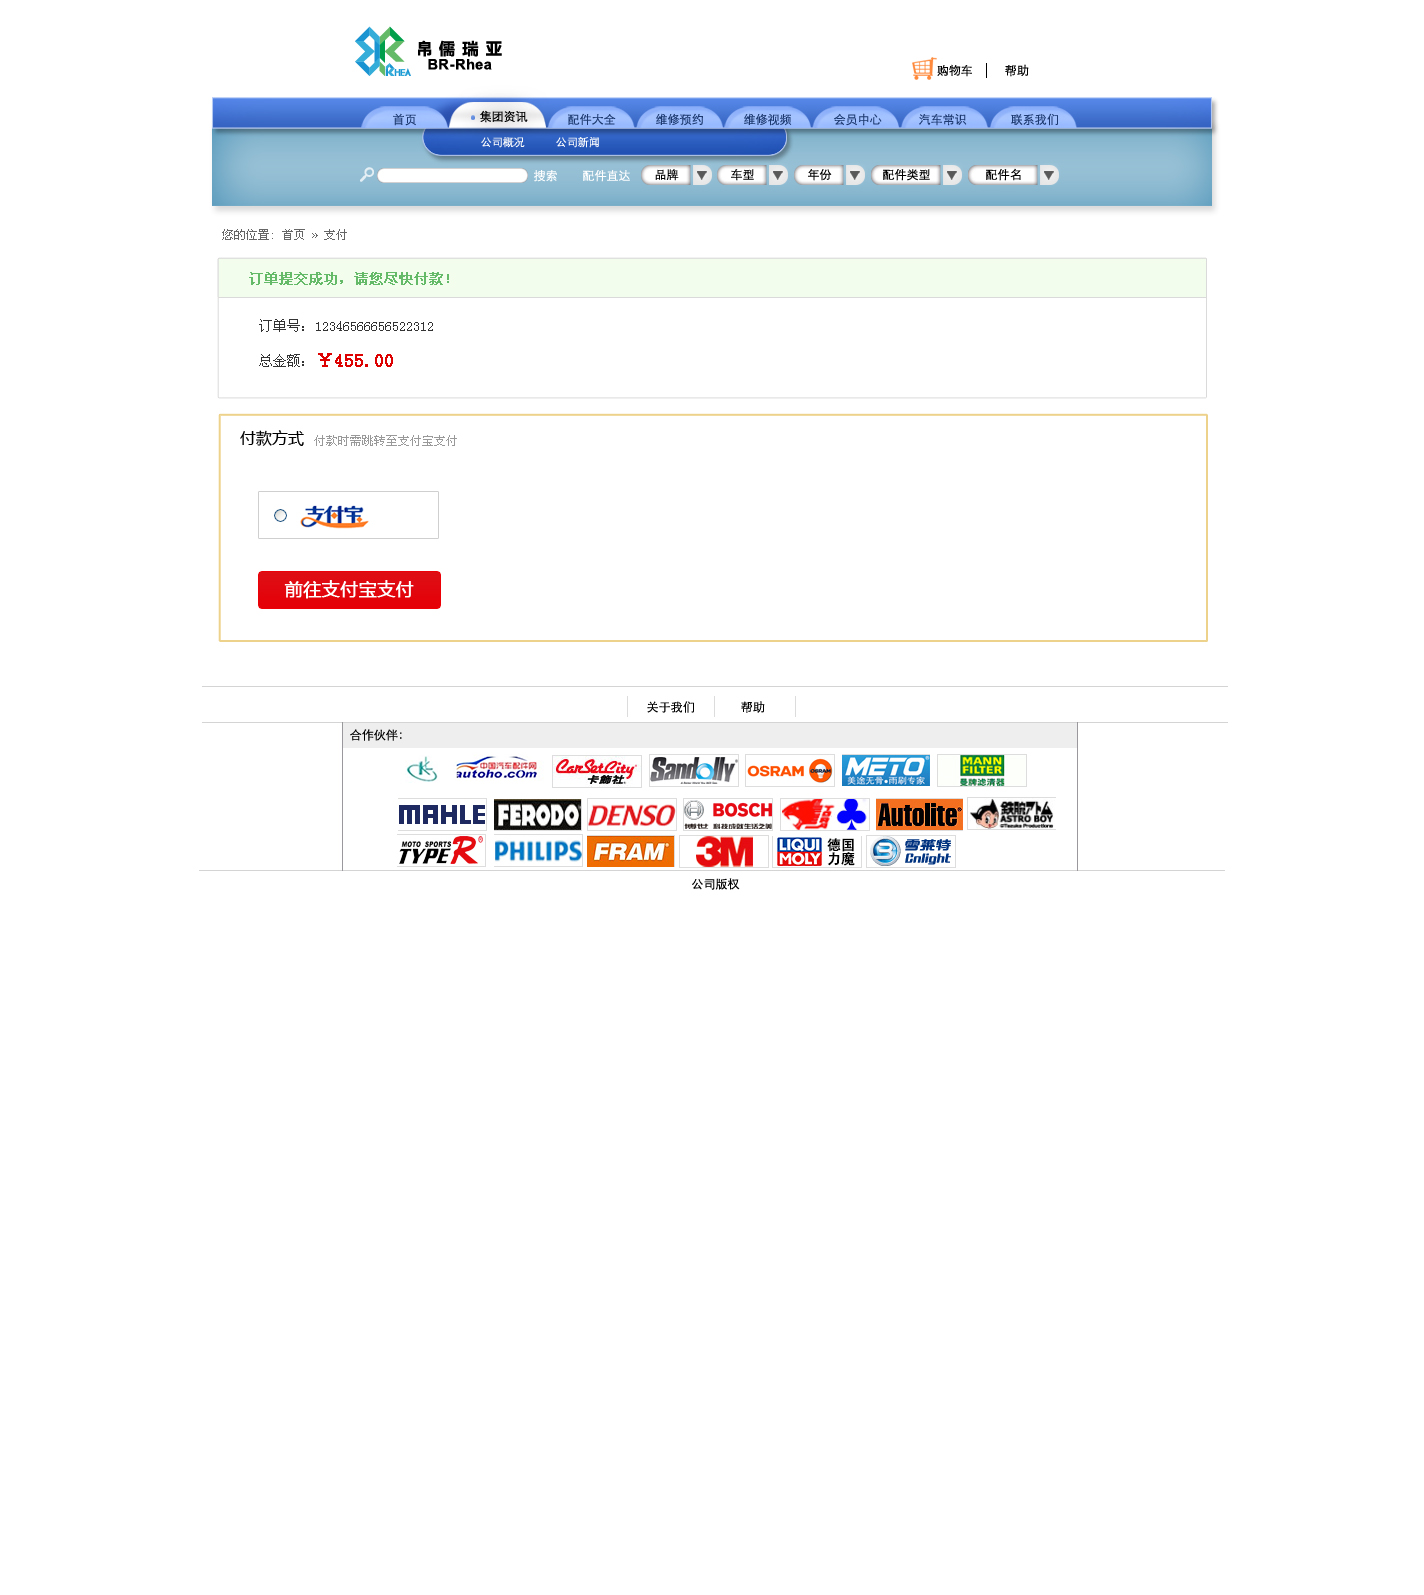 帛儒瑞亚
BR-Rhea
RHEA
购物车 帮助
首页 集团资讯 配件大全 维修预约 维修视频 会员中心 汽车常识 联系我们
公司概况 公司新闻
搜索 配件直达 品牌 车型 年份 配件类型 配件名
您的位置：首页 » 支付
订单提交成功，请您尽快付款！
订单号：12346566656522312
总金额：￥455.00
付款方式 付款时需跳转至支付宝支付
支付宝
前往支付宝支付
关于我们 帮助
合作伙伴：
中国汽车配件网 autoho.com CarSetCity 卡饰社 Sandolly OSRAM OSRAM METO 美途无骨●雨刷专家 MANN FILTER 曼牌滤清器
MAHLE FERODO DENSO BOSCH 科技成就生活之美 Autolite 鉄腕アトム ASTRO BOY ©Tezuka Productions
MOTO SPORTS TYPE R PHILIPS FRAM 3M LIQUI MOLY 德国力魔 雪莱特 Cnlight
公司版权